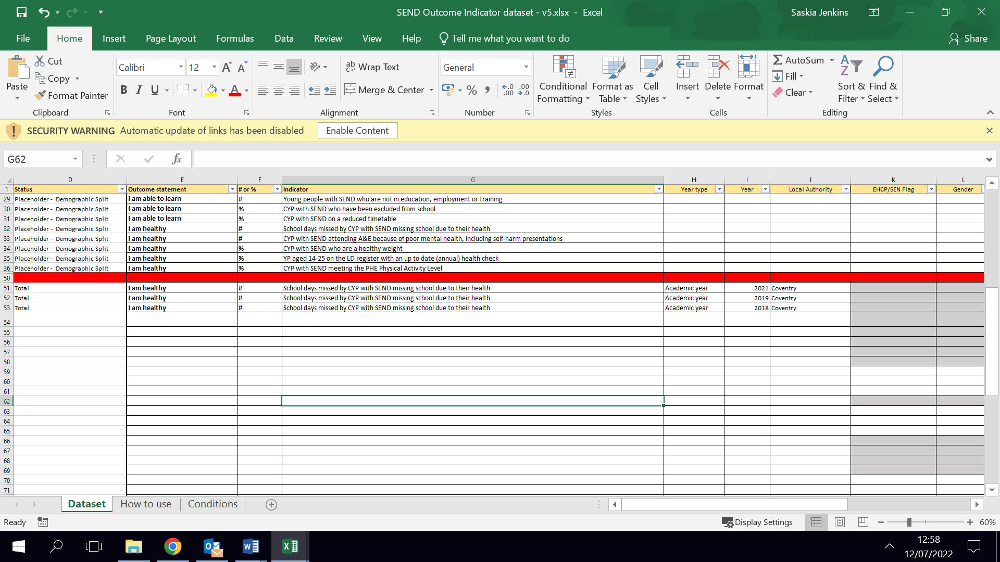 SEND Outcome Indicator dataset - v5.xlsx - Excel
Saskia Jenkins
File Home Insert Page Layout Formulas Data Review View Help Tell me what you want to do Share
Paste
Cut
Copy
Format Painter
Clipboard
Calibri 12
B I U
Font
Wrap Text
Merge & Center
Alignment
General
Number
Conditional Formatting
Format as Table
Cell Styles
Styles
Insert Delete Format
Cells
AutoSum
Fill
Clear
Sort & Filter
Find & Select
Editing
SECURITY WARNING Automatic update of links has been disabled Enable Content
G62 fx
D E F G H I J K L
1 Status Outcome statement # or % Indicator Year type Year Local Authority EHCP/SEN Flag Gender
29 Placeholder - Demographic Split I am able to learn # Young people with SEND who are not in education, employment or training
30 Placeholder - Demographic Split I am able to learn % CYP with SEND who have been excluded from school
31 Placeholder - Demographic Split I am able to learn % CYP with SEND on a reduced timetable
32 Placeholder - Demographic Split I am healthy # School days missed by CYP with SEND missing school due to their health
33 Placeholder - Demographic Split I am healthy # CYP with SEND attending A&E because of poor mental health, including self-harm presentations
34 Placeholder - Demographic Split I am healthy % CYP with SEND who are a healthy weight
35 Placeholder - Demographic Split I am healthy % YP aged 14-25 on the LD register with an up to date (annual) health check
36 Placeholder - Demographic Split I am healthy % CYP with SEND meeting the PHE Physical Activity Level
50
51 Total I am healthy # School days missed by CYP with SEND missing school due to their health Academic year 2021 Coventry
52 Total I am healthy # School days missed by CYP with SEND missing school due to their health Academic year 2019 Coventry
53 Total I am healthy # School days missed by CYP with SEND missing school due to their health Academic year 2018 Coventry
54
55
56
57
58
59
60
61
62
63
64
65
66
67
68
69
70
71
Dataset How to use Conditions
Ready Display Settings 60%
12:58
12/07/2022